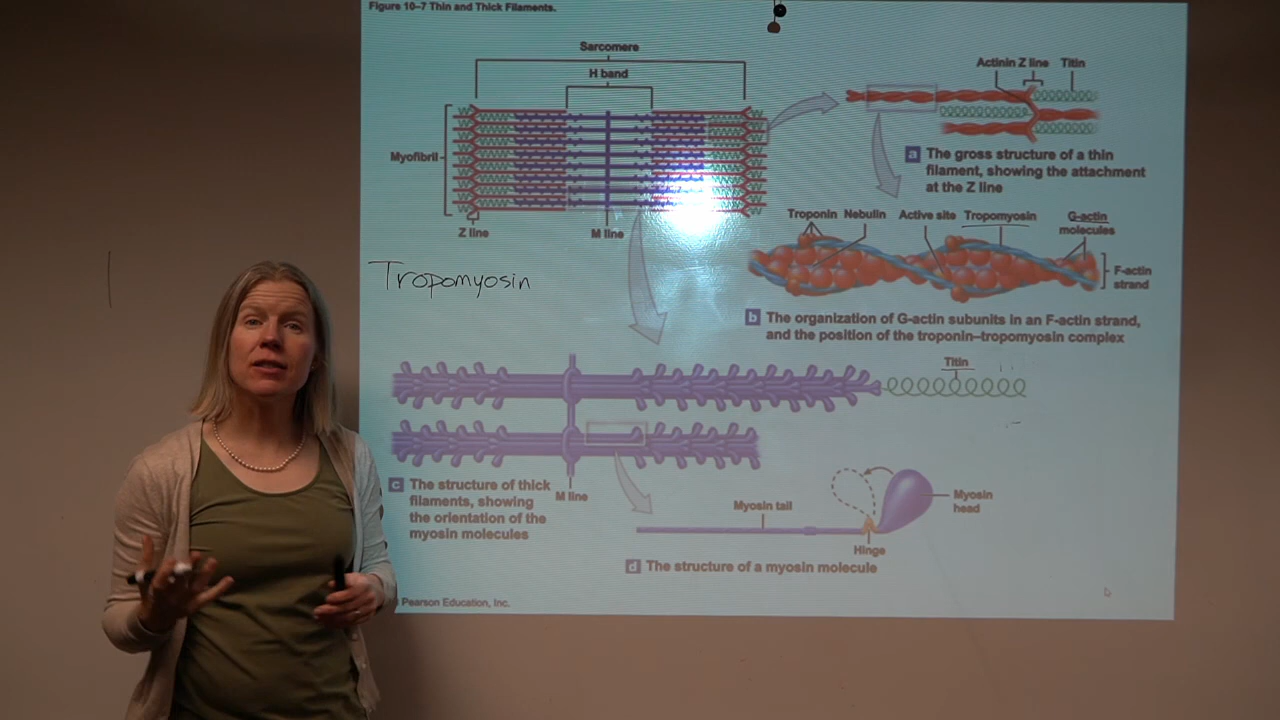 Figure 10–7 Thin and Thick Filaments.
Sarcomere
H band
Myofibril
Z line
M line
Actinin Z line Titin
a The gross structure of a thin
filament, showing the attachment
at the Z line
Troponin Nebulin Active site Tropomyosin G-actin
molecules
F-actin
strand
b The organization of G-actin subunits in an F-actin strand,
and the position of the troponin–tropomyosin complex
Tropomyosin
Titin
M line
c The structure of thick
filaments, showing
the orientation of the
myosin molecules
Myosin tail
Myosin
head
Hinge
d The structure of a myosin molecule
Pearson Education, Inc.